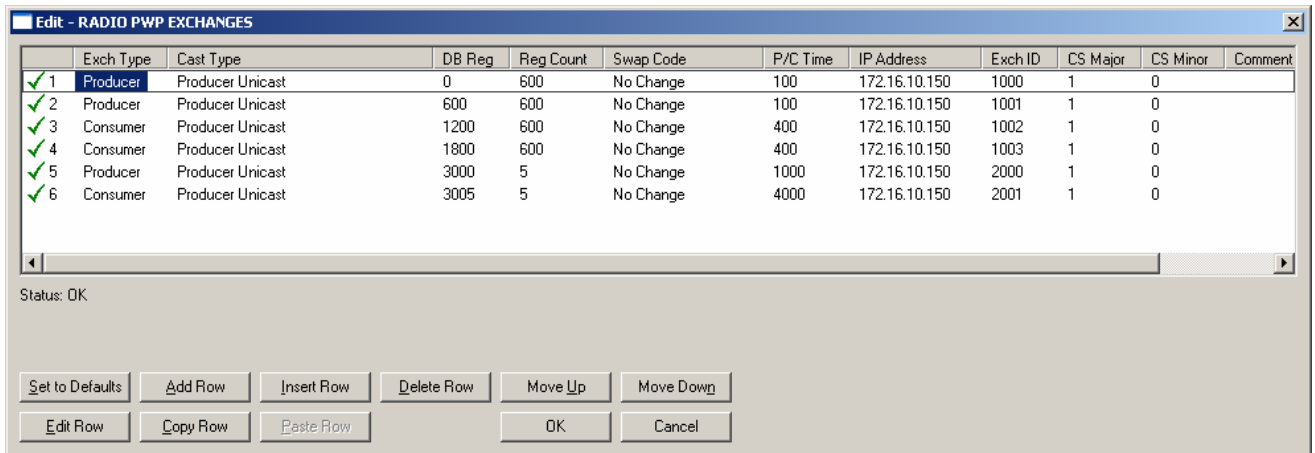 Edit - RADIO PWP EXCHANGES
Exch Type Cast Type DB Reg Reg Count Swap Code P/C Time IP Address Exch ID CS Major CS Minor Comment
1 Producer Producer Unicast 0 600 No Change 100 172.16.10.150 1000 1 0
2 Producer Producer Unicast 600 600 No Change 100 172.16.10.150 1001 1 0
3 Consumer Producer Unicast 1200 600 No Change 400 172.16.10.150 1002 1 0
4 Consumer Producer Unicast 1800 600 No Change 400 172.16.10.150 1003 1 0
5 Producer Producer Unicast 3000 5 No Change 1000 172.16.10.150 2000 1 0
6 Consumer Producer Unicast 3005 5 No Change 4000 172.16.10.150 2001 1 0
Status: OK
Set to Defaults Add Row Insert Row Delete Row Move Up Move Down
Edit Row Copy Row Paste Row OK Cancel